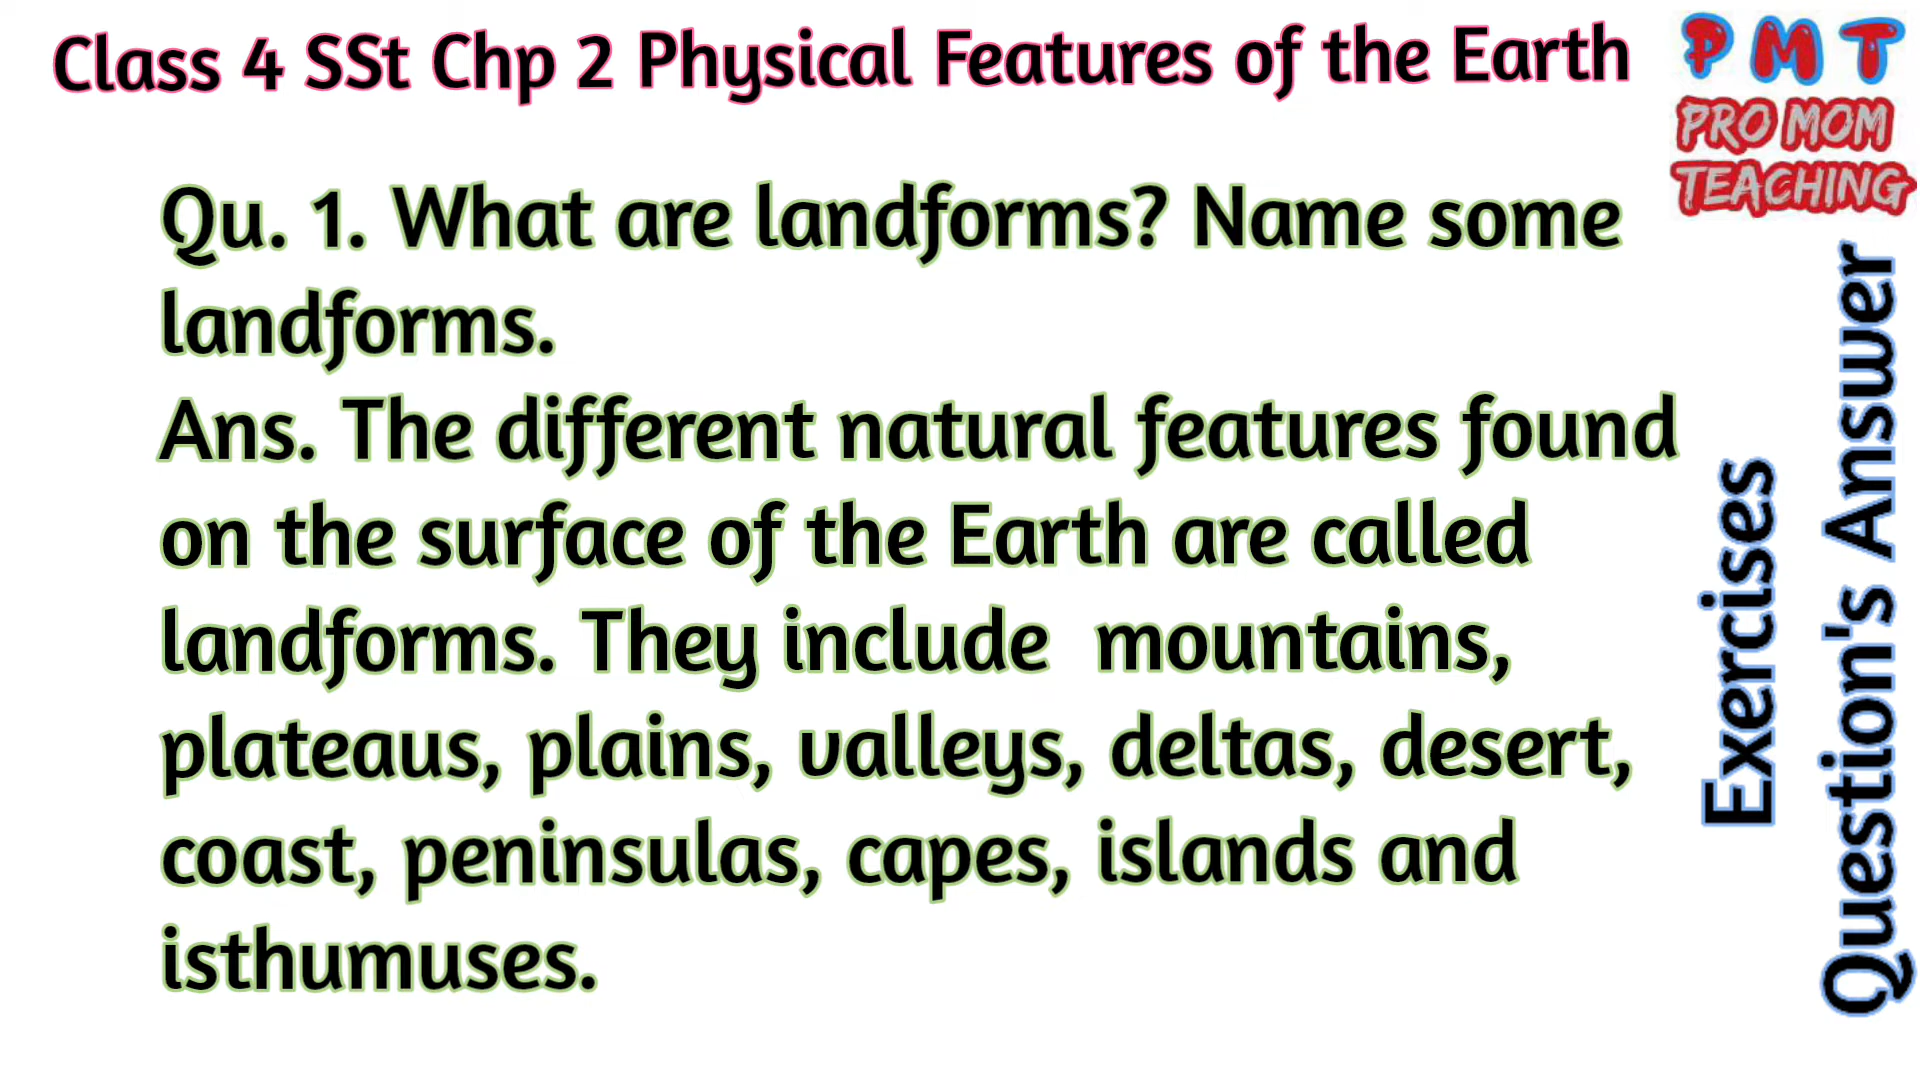 Class 4 SSt Chp 2 Physical Features of the Earth
PMT
PRO MOM
TEACHING
Qu. 1. What are landforms? Name some
landforms.
Ans. The different natural features found
on the surface of the Earth are called
landforms. They include  mountains,
plateaus, plains, valleys, deltas, desert,
coast, peninsulas, capes, islands and
isthumuses.
Exercises
Question's Answer